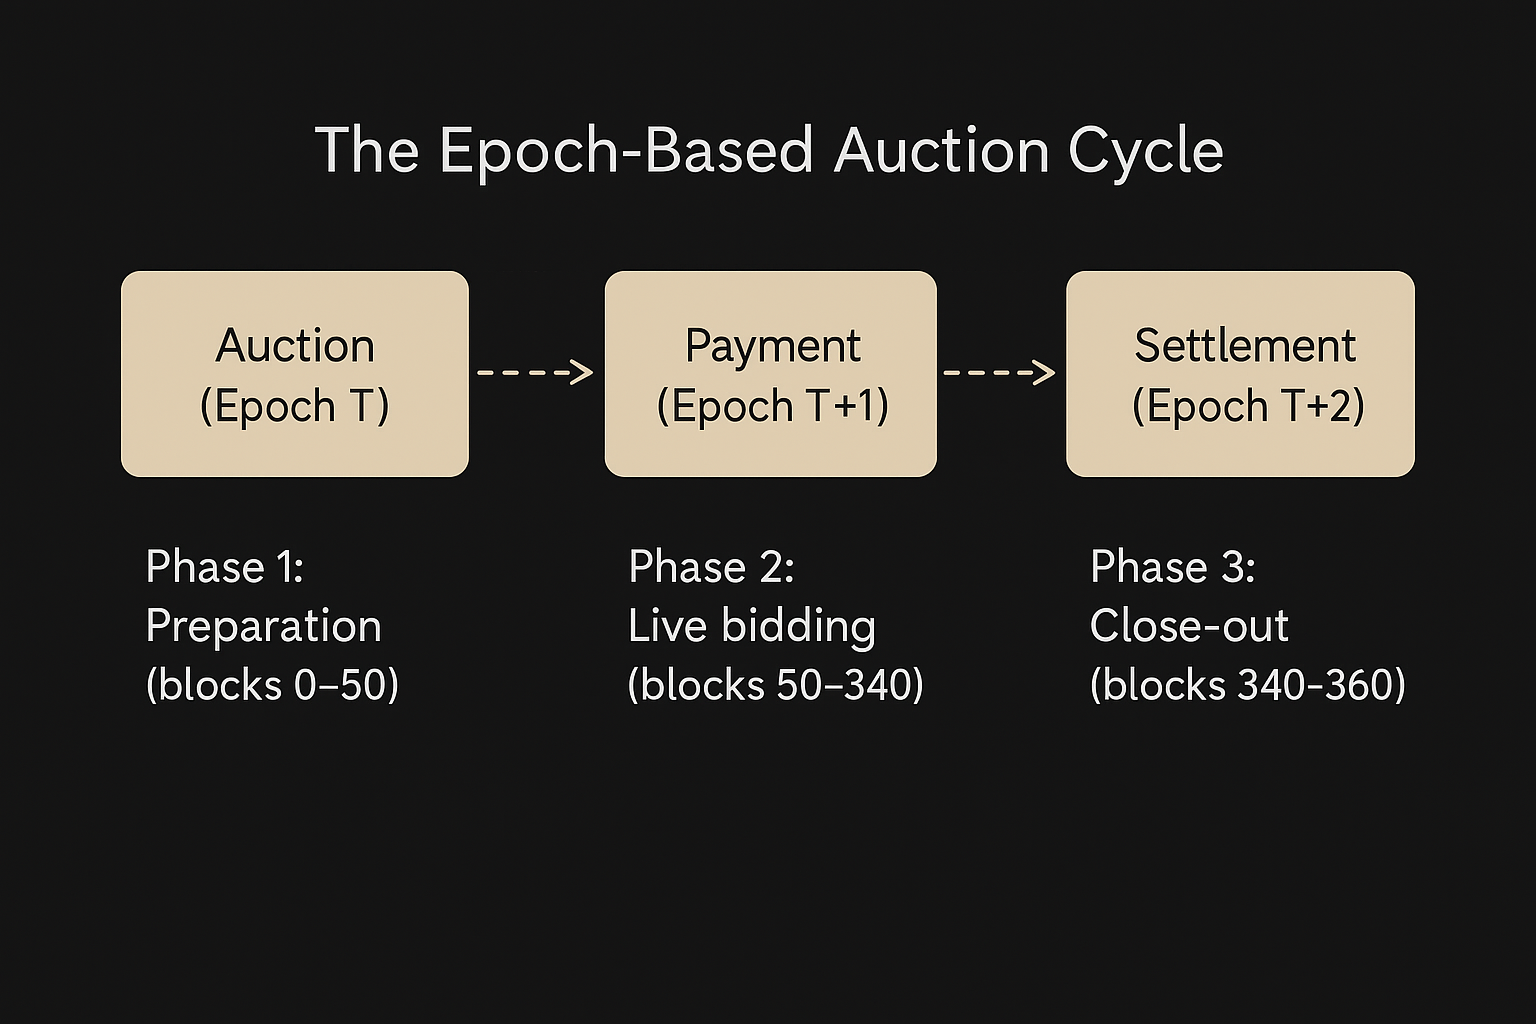 The Epoch-Based Auction Cycle
Auction
(Epoch T)
Payment
(Epoch T+1)
Settlement
(Epoch T+2)
Phase 1:
Preparation
(blocks 0–50)
Phase 2:
Live bidding
(blocks 50–340)
Phase 3:
Close-out
(blocks 340-360)